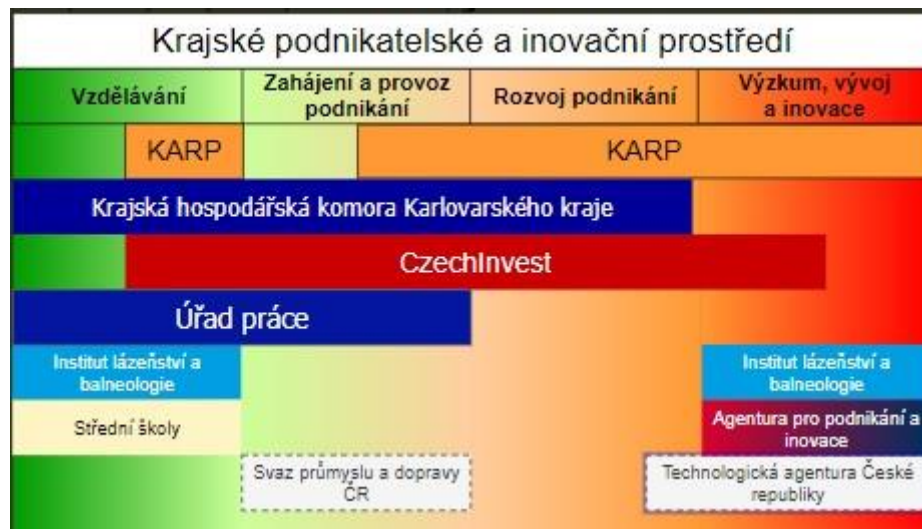 Krajské podnikatelské a inovační prostředí
Vzdělávání
Zahájení a provoz
podnikání
Rozvoj podnikání
Výzkum, vývoj
a inovace
KARP
KARP
Krajská hospodářská komora Karlovarského kraje
CzechInvest
Úřad práce
Institut lázeňství a
balneologie
Institut lázeňství a
balneologie
Střední školy
Agentura pro podnikání a
inovace
Svaz průmyslu a dopravy
ČR
Technologická agentura České
republiky